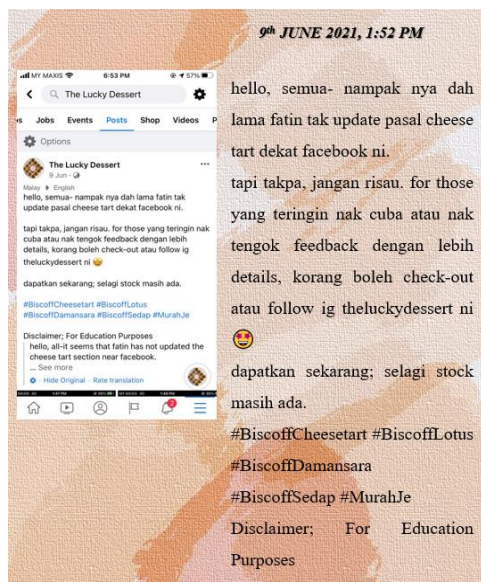 9th JUNE 2021, 1:52 PM
MY MAXIS 6:53 PM 57%
The Lucky Dessert
Jobs Events Posts Shop Videos P
Options
The Lucky Dessert
9 Jun ·
Malay Englsh
hello, semua- nampak nya dah lama fatin tak
update pasal cheese tart dekat facebook ni.
tapi takpa, jangan risau. for those yang teringin nak
cuba atau nak tengok feedback dengan lebih
details, korang boleh check-out atau follow ig
theluckydessert ni 🤩
dapatkan sekarang; selagi stock masih ada.
#BiscoffCheesetart #BiscoffLotus
#BiscoffDamansara #BiscoffSedap #MurahJe
Disclaimer; For Education Purposes
hello, all-it seems that fatin has not updated the
cheese tart section near facebook.
... See more
Hide Original · Rate translation
2
hello, semua- nampak nya dah
lama fatin tak update pasal cheese
tart dekat facebook ni.
tapi takpa, jangan risau. for those
yang teringin nak cuba atau nak
tengok feedback dengan lebih
details, korang boleh check-out
atau follow ig theluckydessert ni
🤩
dapatkan sekarang; selagi stock
masih ada.
#BiscoffCheesetart #BiscoffLotus
#BiscoffDamansara
#BiscoffSedap #MurahJe
Disclaimer; For Education
Purposes